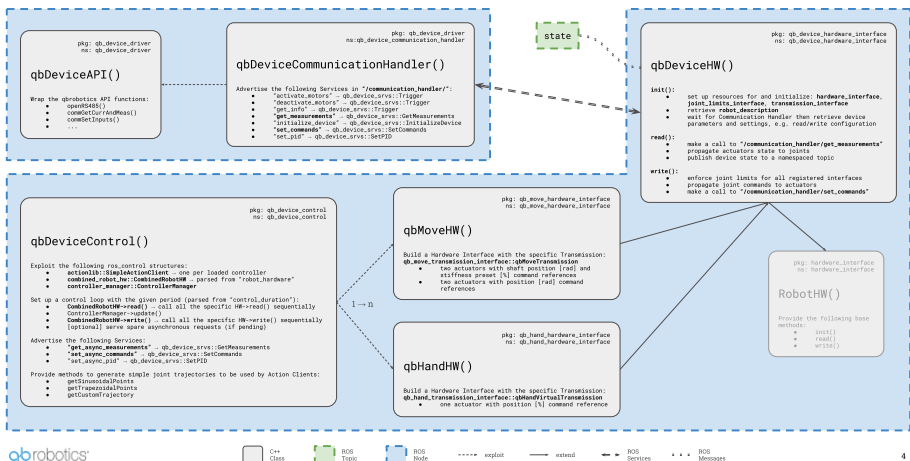 pkg: qb_device_driver
ns: qb_device_driver
qbDeviceAPI()
Wrap the qbrobotics API functions:
● openRS485()
● commGetCurrAndMeas()
● commSetInputs()
● ...
pkg: qb_device_driver
ns:qb_device_communication_handler
qbDeviceCommunicationHandler()
Advertise the following Services in "/communication_handler/":
● "activate_motors" → qb_device_srvs::Trigger
● "deactivate_motors" → qb_device_srvs::Trigger
● "get_info" → qb_device_srvs::Trigger
● "get_measurements" → qb_device_srvs::GetMeasurements
● "initialize_device" → qb_device_srvs::InitializeDevice
● "set_commands" → qb_device_srvs::SetCommands
● "set_pid" → qb_device_srvs::SetPID
state
pkg: qb_device_hardware_interface
ns: qb_device_hardware_interface
qbDeviceHW()
init():
● set up resources for and initialize: hardware_interface,
joint_limits_interface, transmission_interface
● retrieve robot_description
● wait for Communication Handler then retrieve device
parameters and settings, e.g. read/write configuration
read():
● make a call to "/communication_handler/get_measurements"
● propagate actuators state to joints
● publish device state to a namespaced topic
write():
● enforce joint limits for all registered interfaces
● propagate joint commands to actuators
● make a call to "/communication_handler/set_commands"
pkg: qb_device_control
ns: qb_device_control
qbDeviceControl()
Exploit the following ros_control structures:
● actionlib::SimpleActionClient → one per loaded controller
● combined_robot_hw::CombinedRobotHW → parsed from "robot_hardware"
● controller_manager::ControllerManager
Set up a control loop with the given period (parsed from "control_duration"):
● CombinedRobotHW->read() → call all the specific HW->read() sequentially
● ControllerManager->update()
● CombinedRobotHW->write() → call all the specific HW->write() sequentially
● [optional] serve spare asynchronous requests (if pending)
Advertise the following Services:
● "get_async_measurements" → qb_device_srvs::GetMeasurements
● "set_async_commands" → qb_device_srvs::SetCommands
● "set_async_pid" → qb_device_srvs::SetPID
Provide methods to generate simple joint trajectories to be used by Action Clients:
● getSinusoidalPoints
● getTrapezoidalPoints
● getCustomTrajectory
1 → n
pkg: qb_move_hardware_interface
ns: qb_move_hardware_interface
qbMoveHW()
Build a Hardware Interface with the specific Transmission:
qb_move_transmission_interface::qbMoveTransmission
● two actuators with shaft position [rad] and
stiffness preset [%] command references
● two actuators with position [rad] command
references
pkg: qb_hand_hardware_interface
ns: qb_hand_hardware_interface
qbHandHW()
Build a Hardware Interface with the specific Transmission:
qb_hand_transmission_interface::qbHandVirtualTransmission
● one actuator with position [%] command reference
pkg: hardware_interface
ns: hardware_interface
RobotHW()
Provide the following base
methods:
● init()
● read()
● write()
qbrobotics
C++
Class
ROS
Topic
ROS
Node
exploit
extend
ROS
Services
ROS
Messages
4